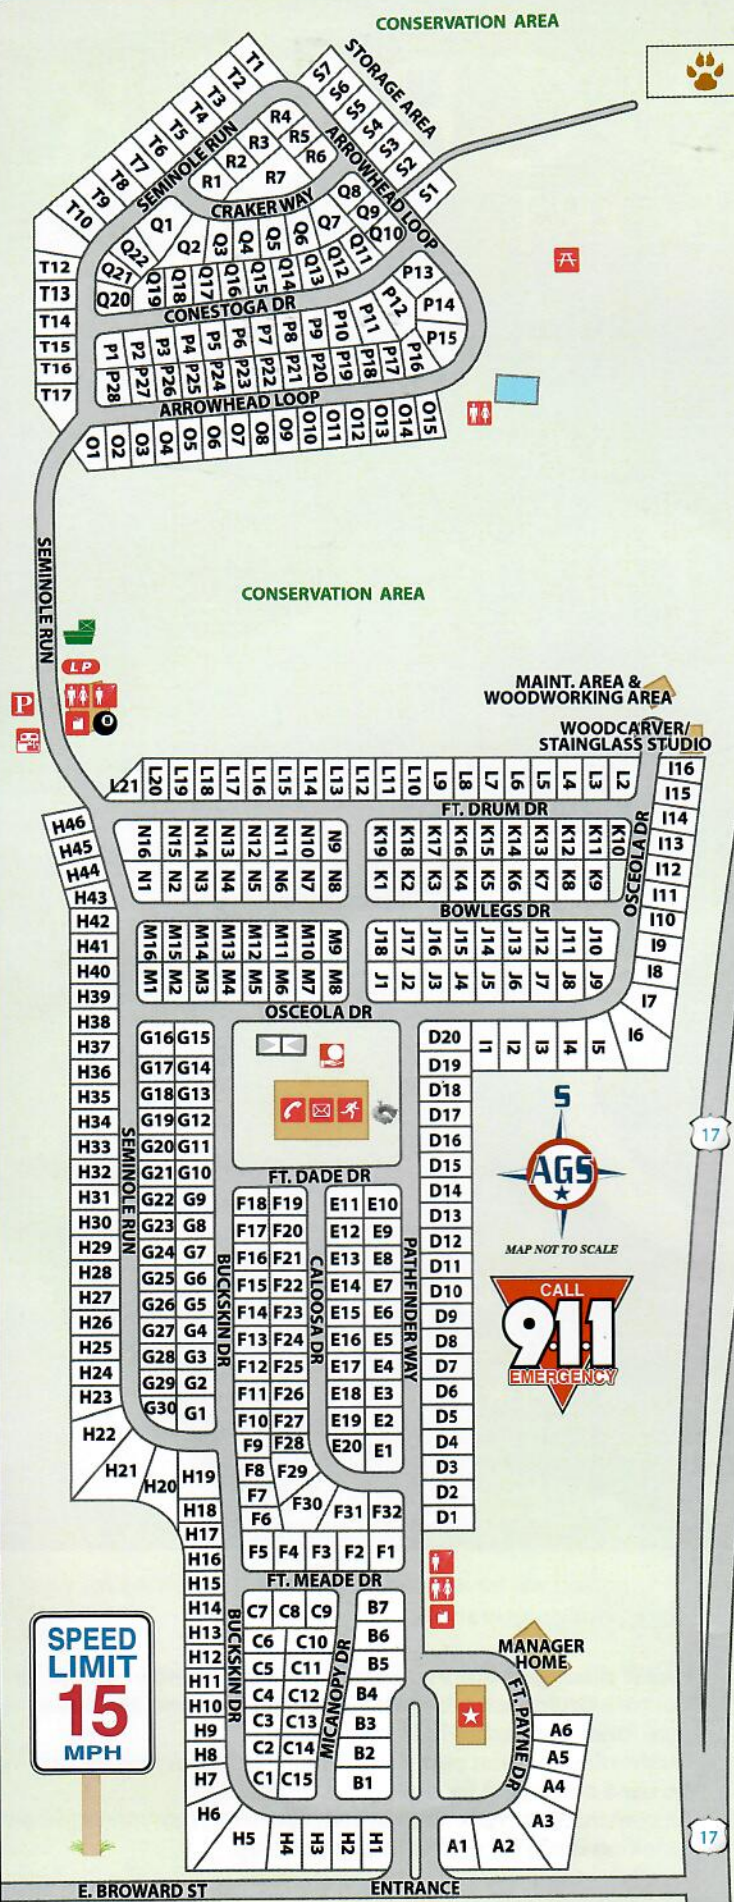 CONSERVATION AREA
STORAGE AREA
T1
T2
T3
T4
T5
T6
T7
T8
T9
T10
T12
T13
T14
T15
T16
T17
S7
S6
S5
S4
S3
S2
S1
SEMINOLE RUN
ARROWHEAD LOOP
R4
R3
R5
R2
R6
R1
R7
CRAKER WAY
Q1
Q2
Q3
Q4
Q5
Q6
Q7
Q8
Q9
Q10
Q11
Q12
Q13
Q14
Q15
Q16
Q17
Q18
Q19
Q20
Q21
Q22
CONESTOGA DR
P1 P2 P3 P4 P5 P6 P7 P8 P9 P10 P11 P12 P13
P14
P15
P28 P27 P26 P25 P24 P23 P22 P21 P20 P19 P18 P17 P16
ARROWHEAD LOOP
O1 O2 O3 O4 O5 O6 O7 O8 O9 O10 O11 O12 O13 O14 O15
SEMINOLE RUN
CONSERVATION AREA
LP
P
8
MAINT. AREA &
WOODWORKING AREA
WOODCARVER/
STAINGLASS STUDIO
L21 L20 L19 L18 L17 L16 L15 L14 L13 L12 L11 L10 L9 L8 L7 L6 L5 L4 L3 L2
FT. DRUM DR
I16
I15
I14
I13
I12
I11
I10
I9
I8
I7
I6
OSCEOLA DR
N16 N15 N14 N13 N12 N11 N10 N9
N1 N2 N3 N4 N5 N6 N7 N8
K19 K18 K17 K16 K15 K14 K13 K12 K11 K10
K1 K2 K3 K4 K5 K6 K7 K8 K9
BOWLEGS DR
M16 M15 M14 M13 M12 M11 M10 M9
M1 M2 M3 M4 M5 M6 M7 M8
J18 J17 J16 J15 J14 J13 J12 J11 J10
J1 J2 J3 J4 J5 J6 J7 J8 J9
OSCEOLA DR
I1 I2 I3 I4 I5
H46
H45
H44
H43
H42
H41
H40
H39
H38
H37
H36
H35
H34
H33
H32
H31
H30
H29
H28
H27
H26
H25
H24
H23
H22
H21
H20
H19
H18
H17
H16
H15
H14
H13
H12
H11
H10
H9
H8
H7
H6
H5
H4
H3
H2
H1
SEMINOLE RUN
G16 G15
G17 G14
G18 G13
G19 G12
G20 G11
G21 G10
G22 G9
G23 G8
G24 G7
G25 G6
G26 G5
G27 G4
G28 G3
G29 G2
G30 G1
FT. DADE DR
BUCKSKIN DR
F18 F19
F17 F20
F16 F21
F15 F22
F14 F23
F13 F24
F12 F25
F11 F26
F10 F27
F9 F28
F8 F29
F7 F30
F6 F31 F32
F5 F4 F3 F2 F1
CALOOSA DR
E11 E10
E12 E9
E13 E8
E14 E7
E15 E6
E16 E5
E17 E4
E18 E3
E19 E2
E20 E1
PATHFINDER WAY
D20
D19
D18
D17
D16
D15
D14
D13
D12
D11
D10
D9
D8
D7
D6
D5
D4
D3
D2
D1
S
AGS
MAP NOT TO SCALE
CALL
911
EMERGENCY
17
FT. MEADE DR
BUCKSKIN DR
C7 C8 C9
C6 C10
C5 C11
C4 C12
C3 C13
C2 C14
C1 C15
MICANOPY DR
B7
B6
B5
B4
B3
B2
B1
MANAGER
HOME
FT. PAYNE DR
A6
A5
A4
A3
A2
A1
SPEED
LIMIT
15
MPH
17
E. BROWARD ST
ENTRANCE